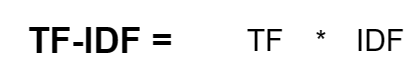 TF-IDF = TF * IDF